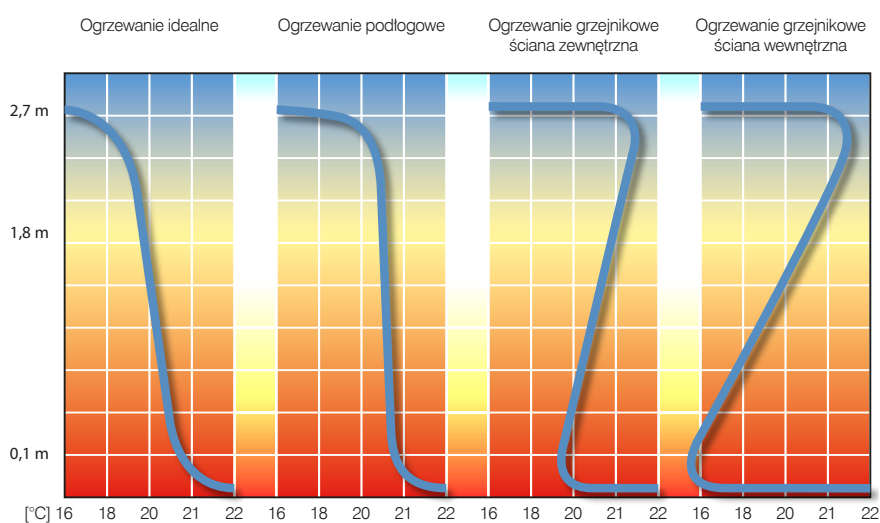 Ogrzewanie idealne
Ogrzewanie podłogowe
Ogrzewanie grzejnikowe
ściana zewnętrzna
Ogrzewanie grzejnikowe
ściana wewnętrzna
2,7 m
1,8 m
0,1 m
[°C] 16 18 20 21 22 16 18 20 21 22 16 18 20 21 22 16 18 20 21 22